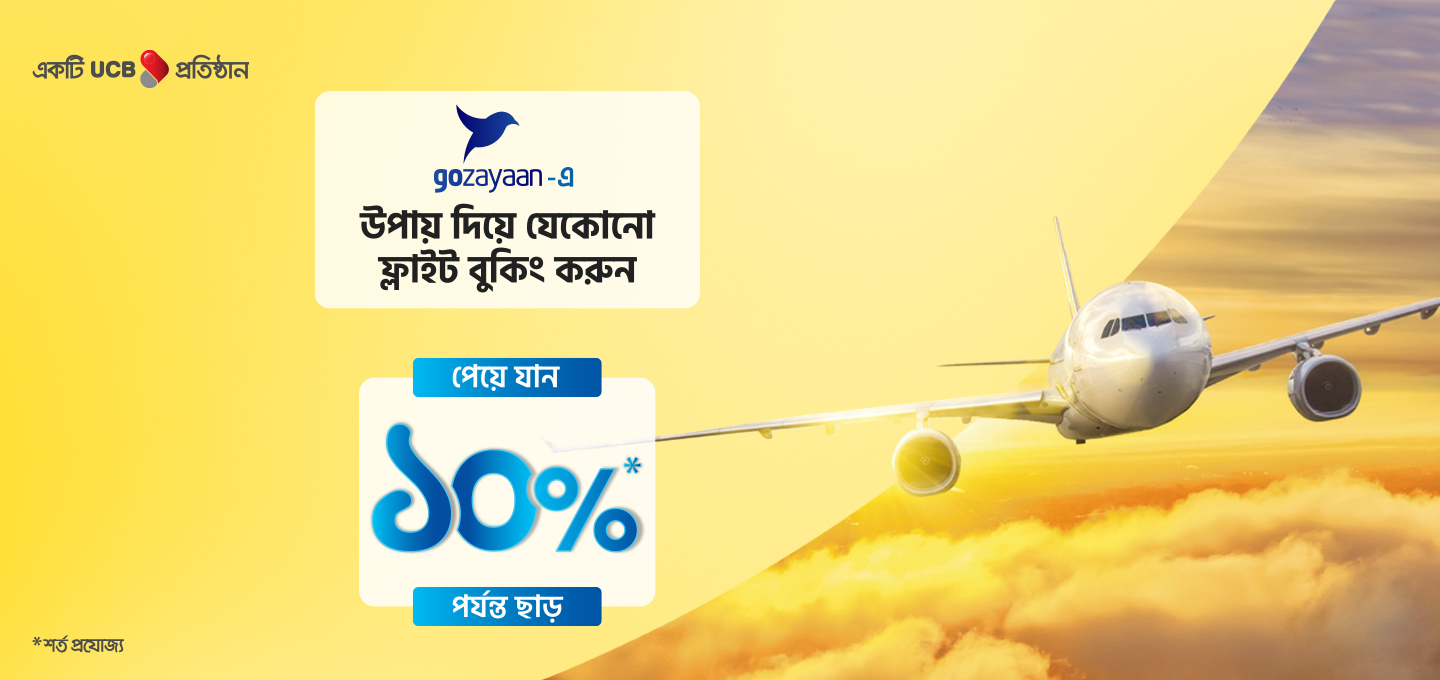 একটি UCB প্রতিষ্ঠান
gozayaan -এ
উপায় দিয়ে যেকোনো
ফ্লাইট বুকিং করুন
পেয়ে যান
১০%*
পর্যন্ত ছাড়
*শর্ত প্রযোজ্য